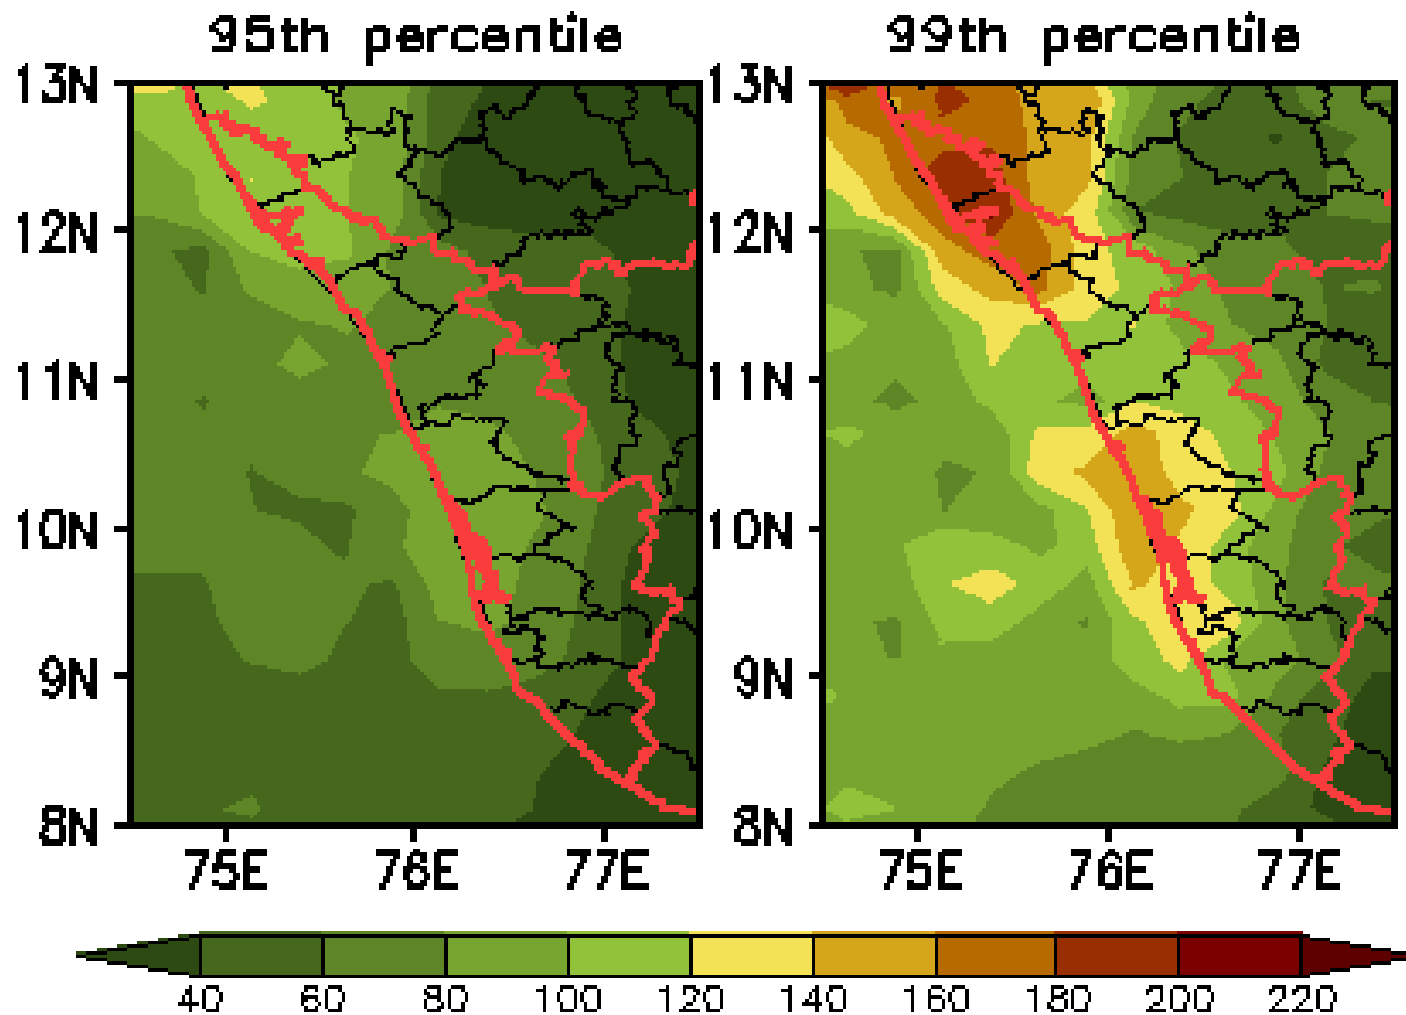 95th percentile 99th percentile
13N 13N
12N 12N
11N 11N
10N 10N
9N 9N
8N 8N
75E 76E 77E 75E 76E 77E
40 60 80 100 120 140 160 180 200 220